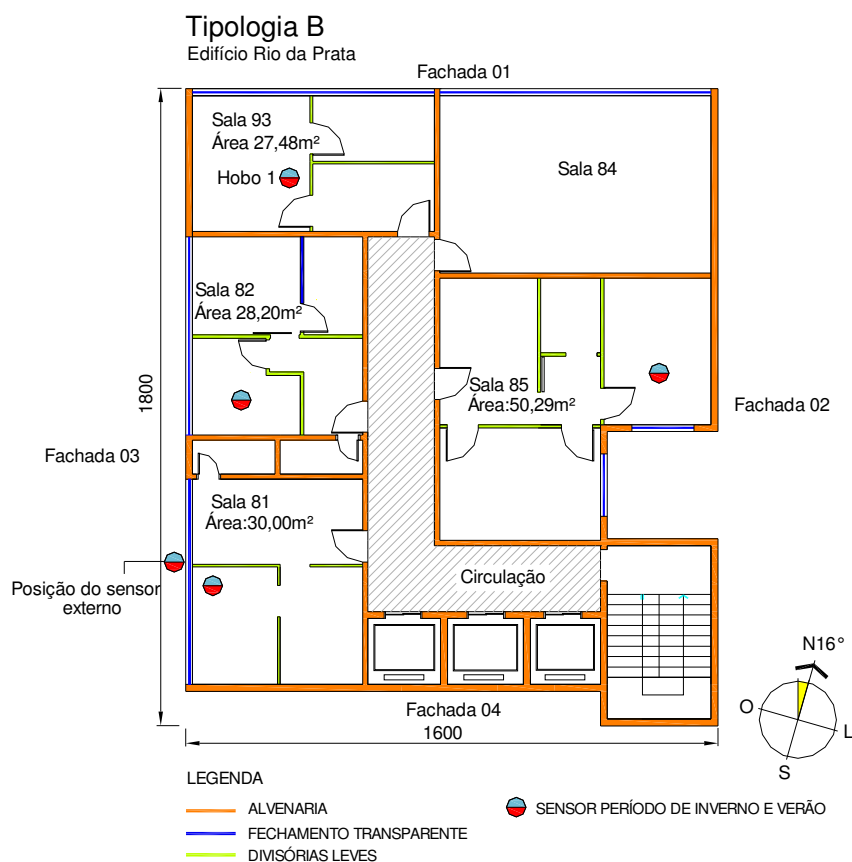 Tipologia B
Edifício Rio da Prata
Fachada 01
Sala 93
Área 27,48m²
Hobo 1
Sala 84
Sala 82
Área 28,20m²
Sala 85
Área:50,29m²
1800
Fachada 02
Fachada 03
Sala 81
Área:30,00m²
Posição do sensor
externo
Circulação
N16°
O
L
S
Fachada 04
1600
LEGENDA
ALVENARIA
SENSOR PERÍODO DE INVERNO E VERÃO
FECHAMENTO TRANSPARENTE
DIVISÓRIAS LEVES